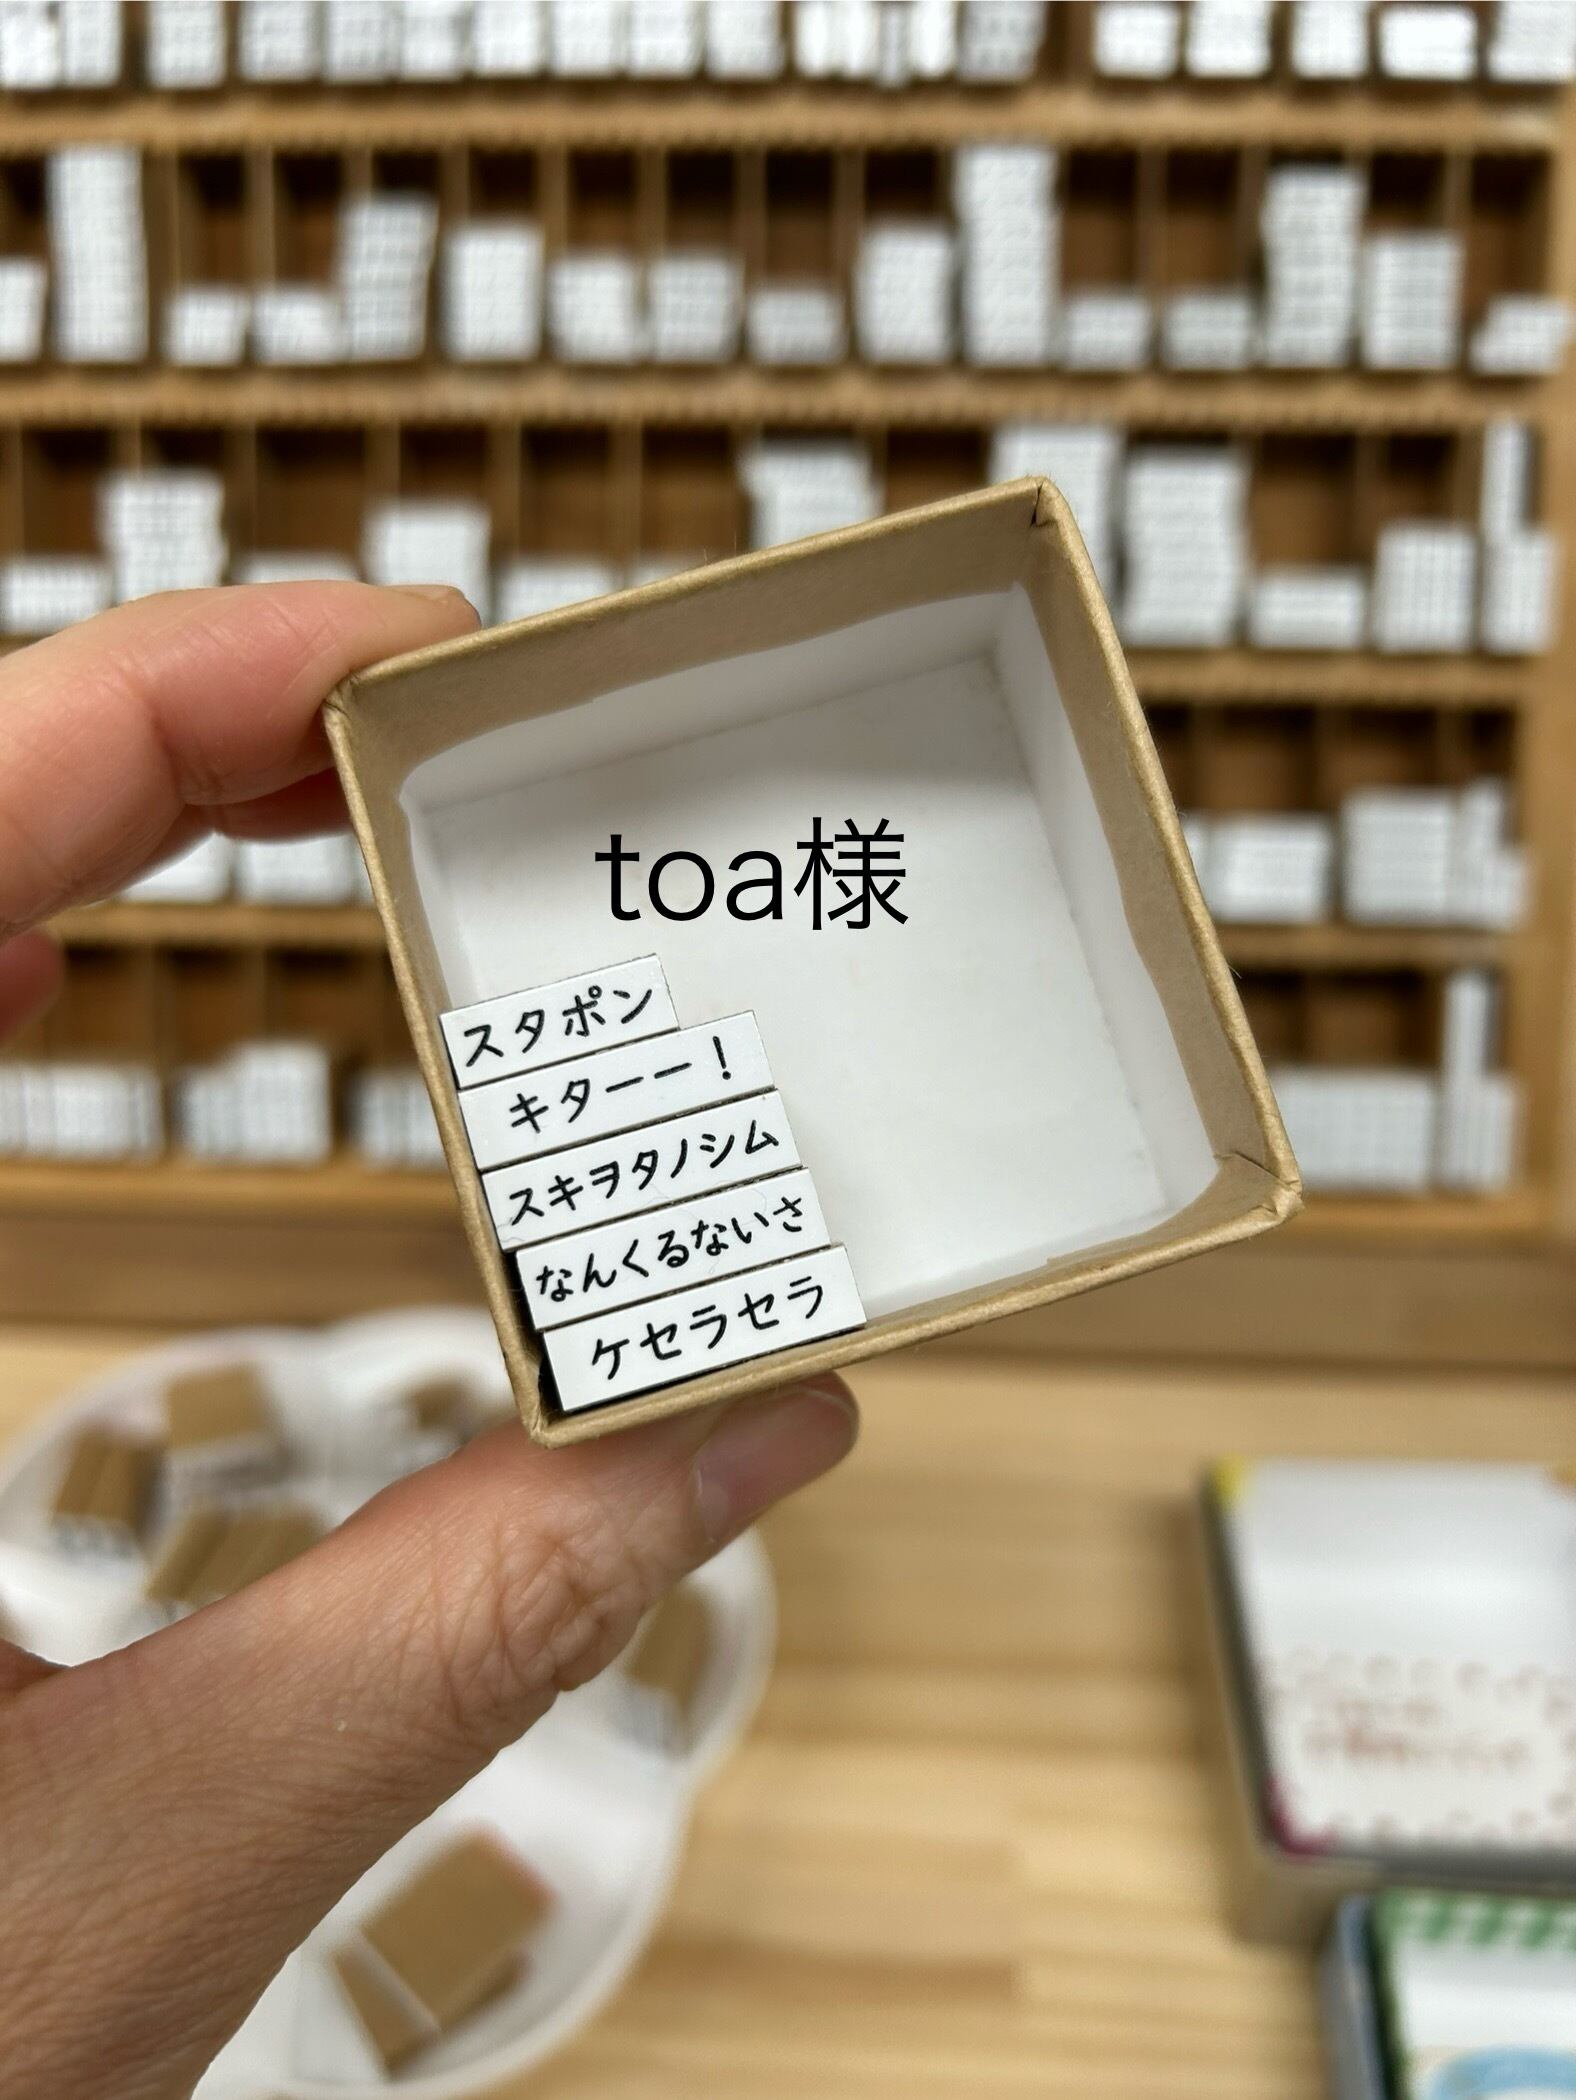 toa様
スタポン
キターー！
スキヲタノシム
なんくるないさ
ケセラセラ